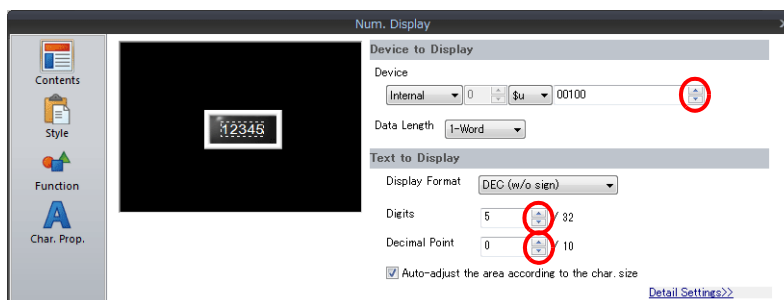 Num. Display
Contents
Style
Function
Char. Prop.
12345
Device to Display
Device
Internal 0 $u 00100
Data Length 1-Word
Text to Display
Display Format DEC (w/o sign)
Digits 5 / 32
Decimal Point 0 / 10
Auto-adjust the area according to the char. size
Detail Settings>>